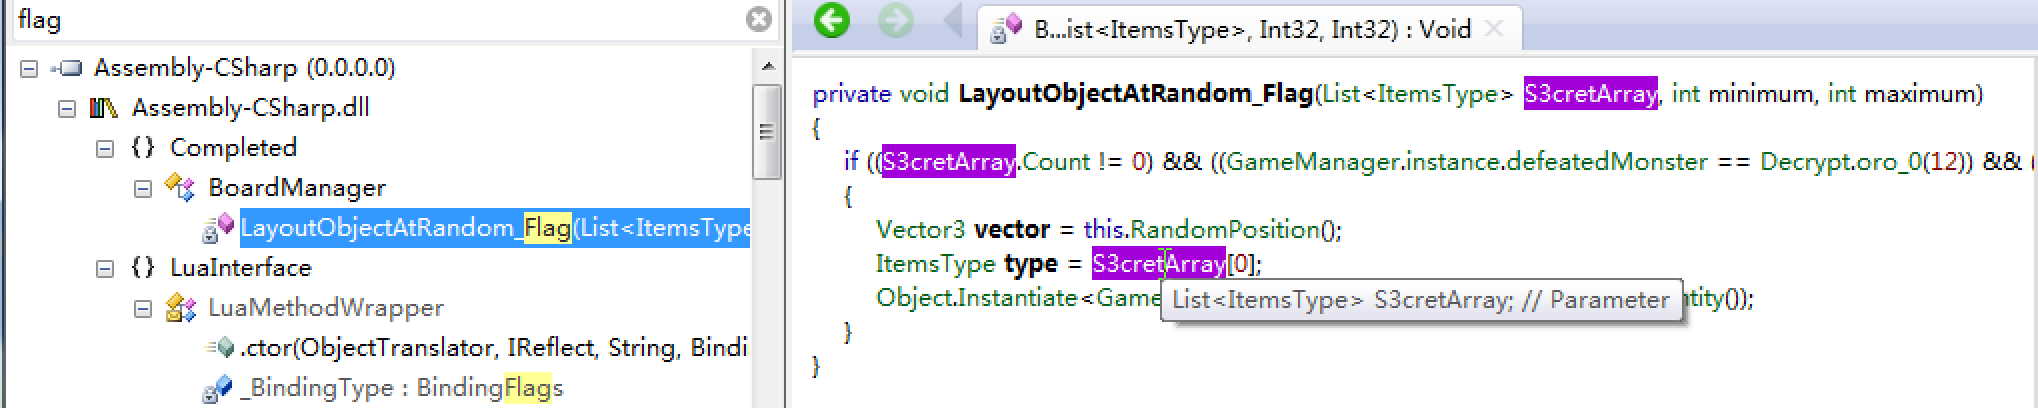 flag
Assembly-CSharp (0.0.0.0)
Assembly-CSharp.dll
{} Completed
BoardManager
LayoutObjectAtRandom_Flag(List<ItemsType
{} LuaInterface
LuaMethodWrapper
.ctor(ObjectTranslator, IReflect, String, Bindi
_BindingType : BindingFlags
B...ist<ItemsType>, Int32, Int32) : Void
private void LayoutObjectAtRandom_Flag(List<ItemsType> S3cretArray, int minimum, int maximum)
{
if ((S3cretArray.Count != 0) && ((GameManager.instance.defeatedMonster == Decrypt.oro_0(12)) && (
{
Vector3 vector = this.RandomPosition();
ItemsType type = S3cretArray[0];
Object.Instantiate<Game ntity());
List<ItemsType> S3cretArray; // Parameter
}
}